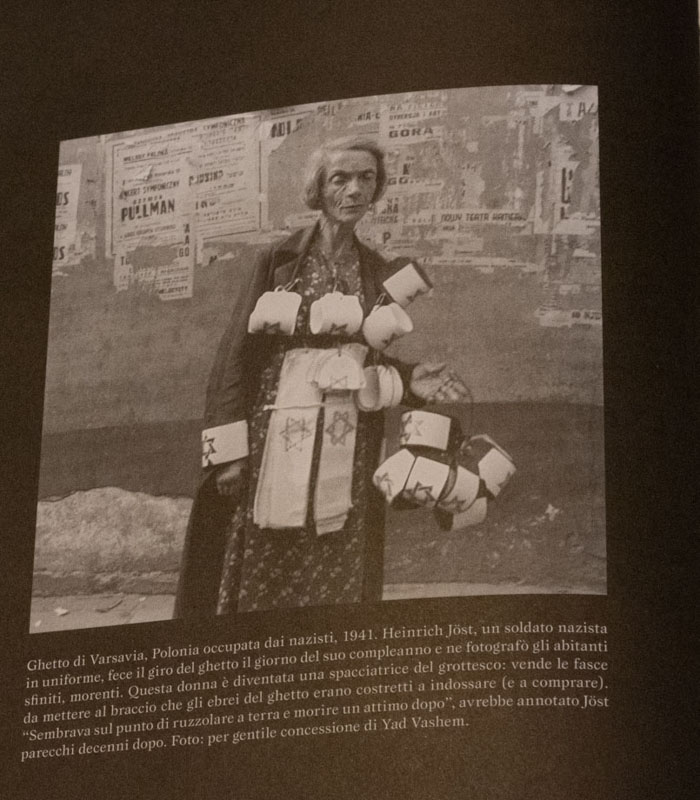 PULLMAN
GORA
Ghetto di Varsavia, Polonia occupata dai nazisti, 1941. Heinrich Jöst, un soldato nazista
in uniforme, fece il giro del ghetto il giorno del suo compleanno e ne fotografò gli abitanti
sfiniti, morenti. Questa donna è diventata una spacciatrice del grottesco: vende le fasce
da mettere al braccio che gli ebrei del ghetto erano costretti a indossare (e a comprare).
“Sembrava sul punto di ruzzolare a terra e morire un attimo dopo”, avrebbe annotato Jöst
parecchi decenni dopo. Foto: per gentile concessione di Yad Vashem.